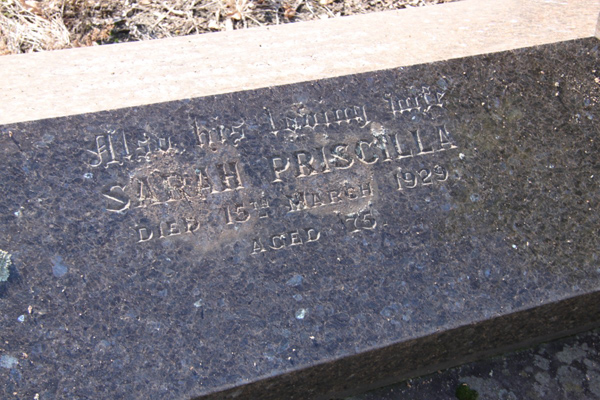 Also his loving wife
SARAH PRISCILLA
DIED 15TH MARCH 1929
AGED 75